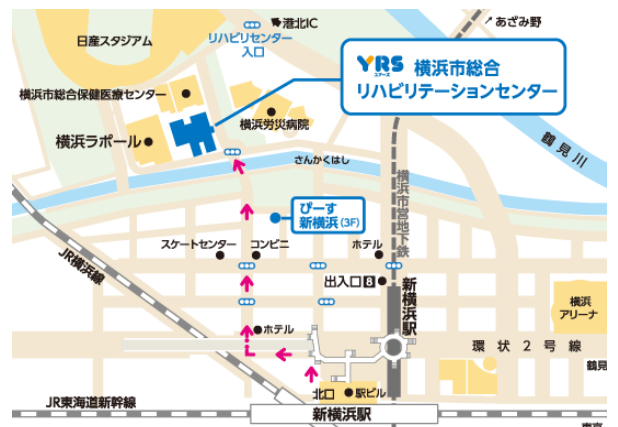 港北IC
あざみ野
日産スタジアム
リハビリセンター
入口
YRS
ユアーズ
横浜市総合
リハビリテーションセンター
横浜市総合保健医療センター
横浜労災病院
横浜ラポール
さんかくはし
鶴見川
横浜市営地下鉄
ぴーす
新横浜(3F)
スケートセンター
コンビニ
ホテル
JR横浜線
出入口8
新横浜駅
横浜
アリーナ
ホテル
環状2号線
鶴見
北口
駅ビル
JR東海道新幹線
新横浜駅